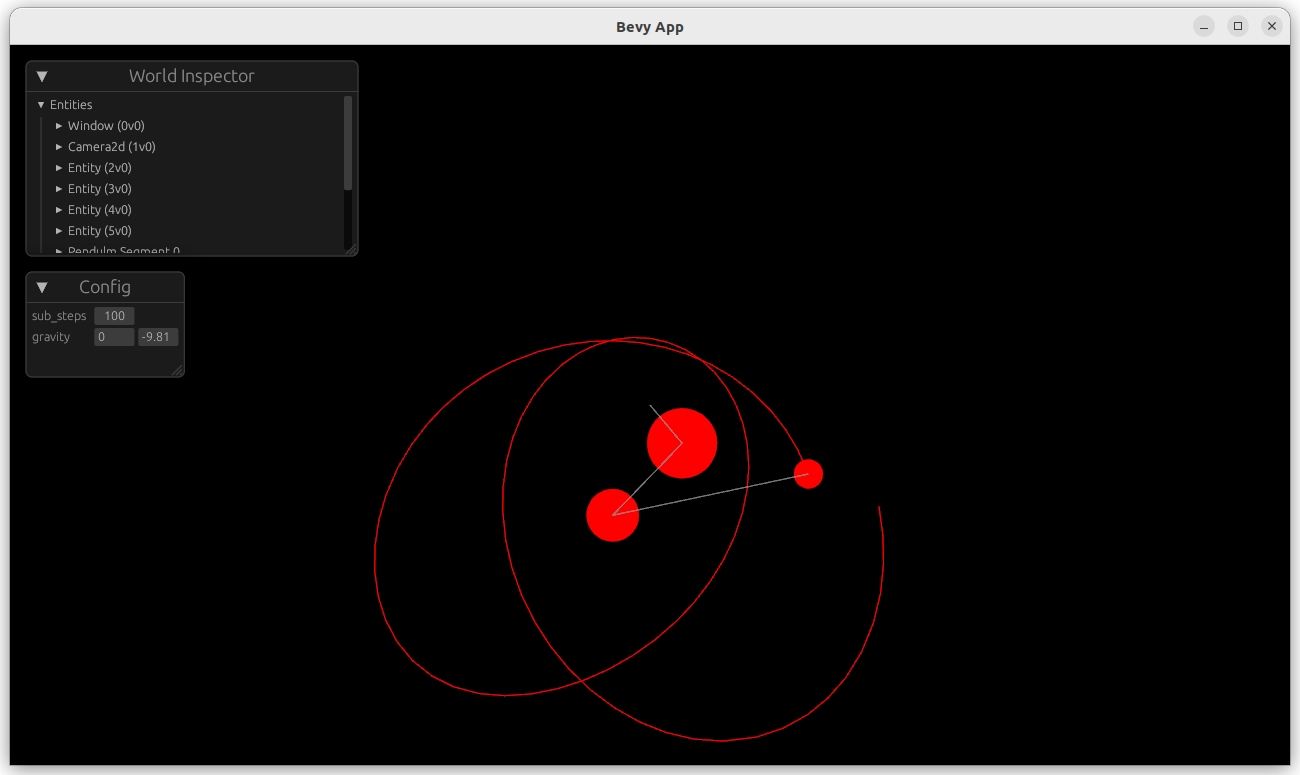 Bevy App
World Inspector
Entities
Window (0v0)
Camera2d (1v0)
Entity (2v0)
Entity (3v0)
Entity (4v0)
Entity (5v0)
Pendulm Segment 0
Config
sub_steps 100
gravity 0 -9.81